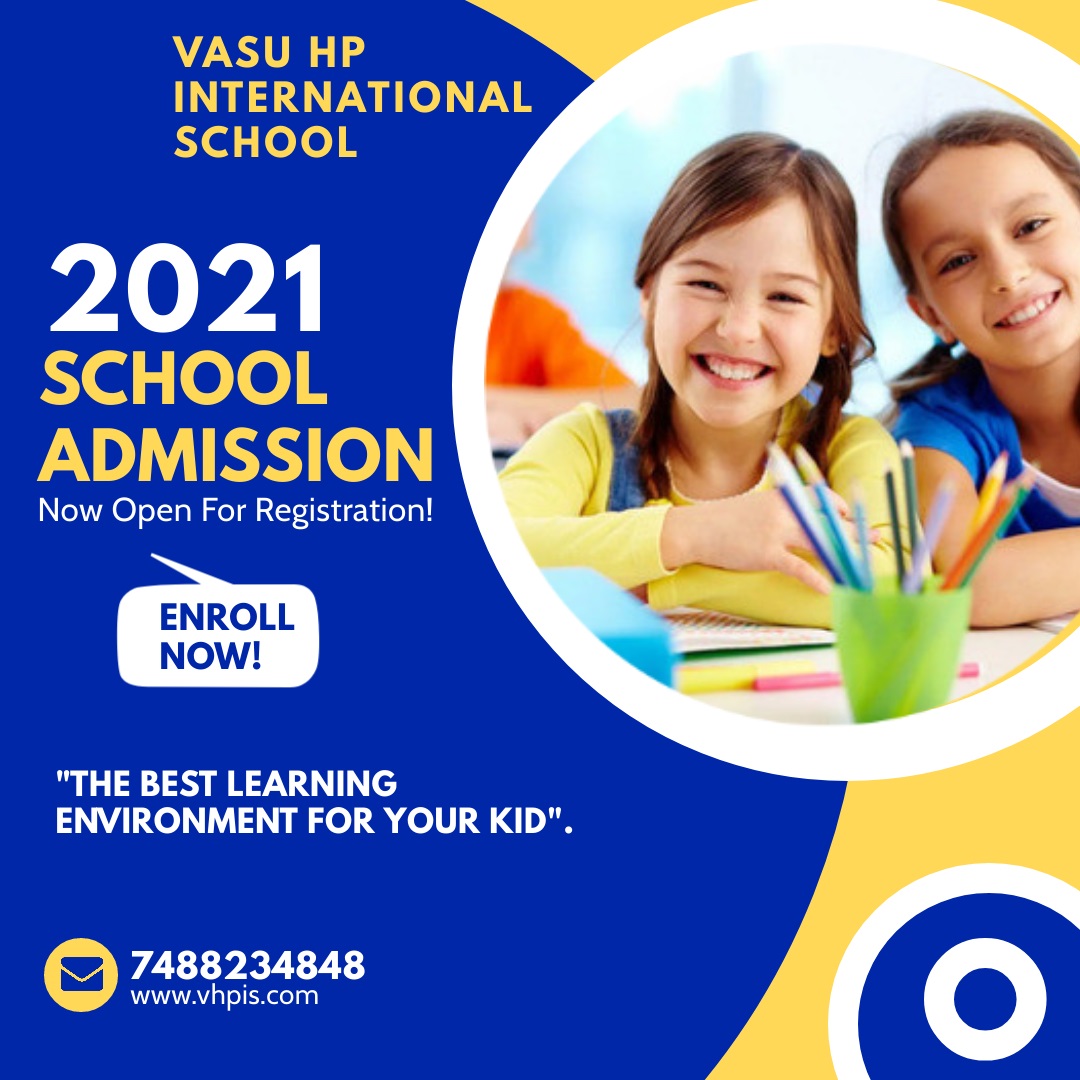 VASU HP
INTERNATIONAL
SCHOOL
2021
SCHOOL
ADMISSION
Now Open For Registration!
ENROLL
NOW!
"THE BEST LEARNING
ENVIRONMENT FOR YOUR KID".
7488234848
www.vhpis.com